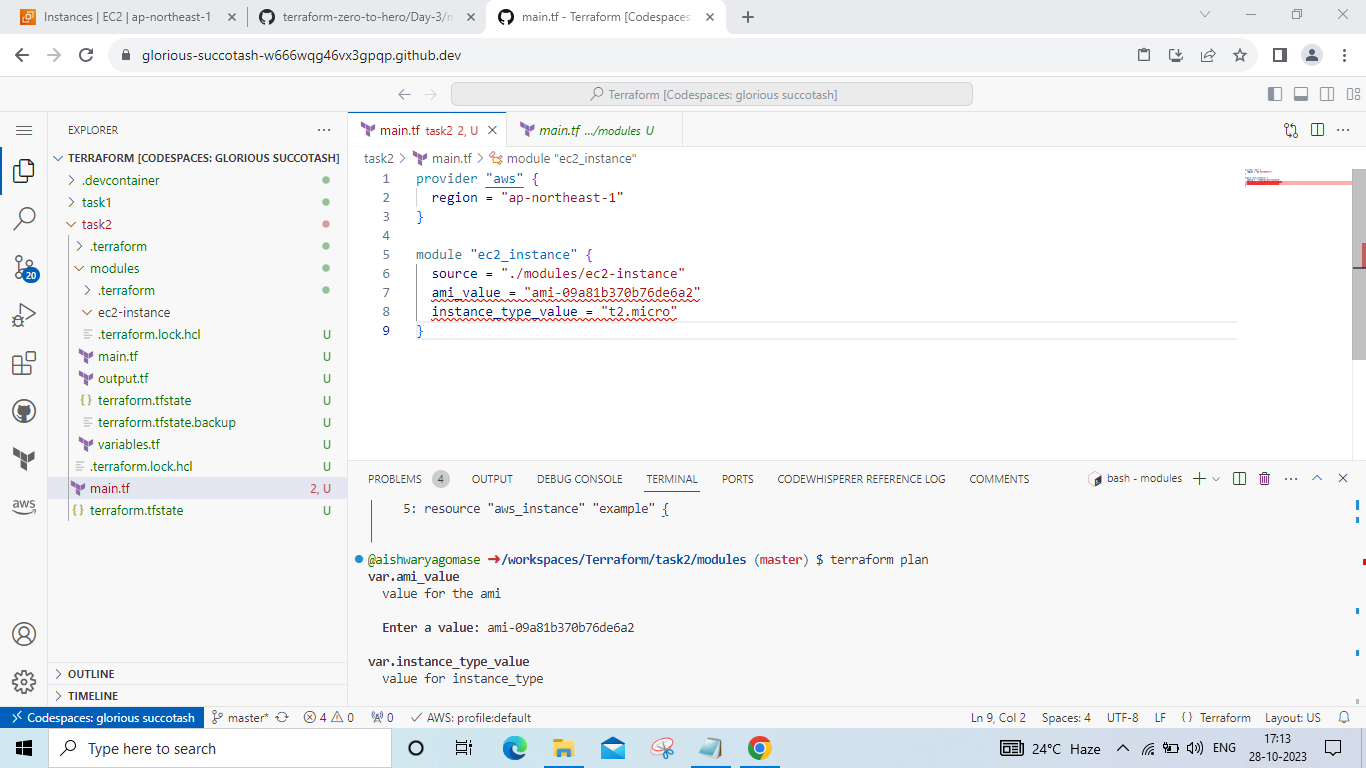 Instances | EC2 | ap-northeast-1
terraform-zero-to-hero/Day-3/m
main.tf - Terraform [Codespaces:
glorious-succotash-w666wqg46vx3gpqp.github.dev
Terraform [Codespaces: glorious succotash]
EXPLORER
TERRAFORM [CODESPACES: GLORIOUS SUCCOTASH]
.devcontainer
task1
task2
.terraform
modules
.terraform
ec2-instance
.terraform.lock.hcl U
main.tf U
output.tf U
terraform.tfstate U
terraform.tfstate.backup U
variables.tf U
.terraform.lock.hcl U
main.tf 2, U
terraform.tfstate U
OUTLINE
TIMELINE
20
aws
main.tf task2 2, U
main.tf .../modules U
task2 > main.tf > module "ec2_instance"
1 provider "aws" {
2 region = "ap-northeast-1"
3 }
4
5 module "ec2_instance" {
6 source = "./modules/ec2-instance"
7 ami_value = "ami-09a81b370b76de6a2"
8 instance_type_value = "t2.micro"
9 }
PROBLEMS 4 OUTPUT DEBUG CONSOLE TERMINAL PORTS CODEWHISPERER REFERENCE LOG COMMENTS
bash - modules
5: resource "aws_instance" "example" {
@aishwaryagomase ➜/workspaces/Terraform/task2/modules (master) $ terraform plan
var.ami_value
value for the ami
Enter a value: ami-09a81b370b76de6a2
var.instance_type_value
value for instance_type
Codespaces: glorious succotash master* 4 0 0 AWS: profile:default
Ln 9, Col 2 Spaces: 4 UTF-8 LF {} Terraform Layout: US
Type here to search
24°C Haze
ENG
17:13
28-10-2023